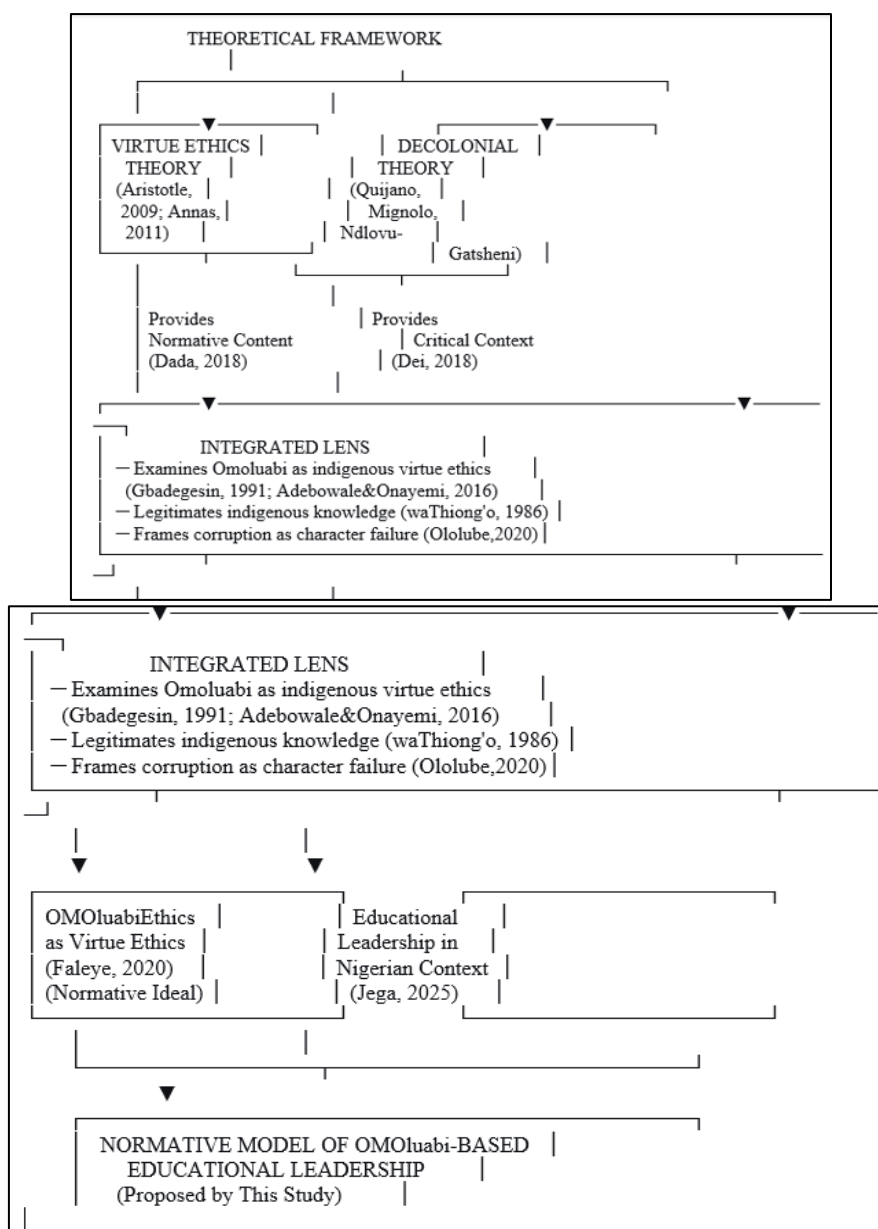 THEORETICAL FRAMEWORK
VIRTUE ETHICS
THEORY
(Aristotle,
2009; Annas,
2011)
DECOLONIAL
THEORY
(Quijano,
Mignolo,
Ndlovu-
Gatsheni)
Provides
Normative Content
(Dada, 2018)
Provides
Critical Context
(Dei, 2018)
INTEGRATED LENS
─ Examines Omoluabi as indigenous virtue ethics
(Gbadegesin, 1991; Adebowale&Onayemi, 2016)
─ Legitimates indigenous knowledge (waThiong'o, 1986)
─ Frames corruption as character failure (Ololube,2020)
INTEGRATED LENS
─ Examines Omoluabi as indigenous virtue ethics
(Gbadegesin, 1991; Adebowale&Onayemi, 2016)
─ Legitimates indigenous knowledge (waThiong'o, 1986)
─ Frames corruption as character failure (Ololube,2020)
OMOluabiEthics
as Virtue Ethics
(Faleye, 2020)
(Normative Ideal)
Educational
Leadership in
Nigerian Context
(Jega, 2025)
NORMATIVE MODEL OF OMOluabi-BASED
EDUCATIONAL LEADERSHIP
(Proposed by This Study)